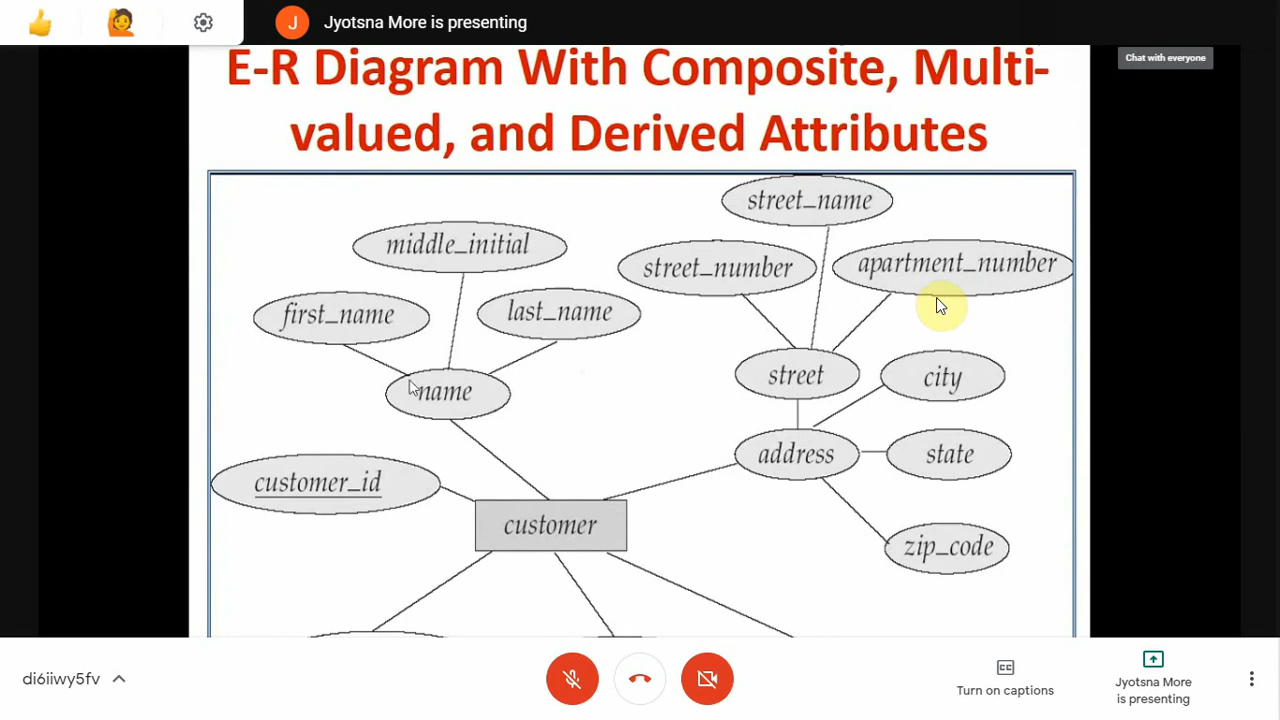 Jyotsna More is presenting
J
Chat with everyone
E-R Diagram With Composite, Multi-
valued, and Derived Attributes
street_name
middle_initial
street_number
apartment_number
first_name
last_name
street
city
name
address
state
customer_id
customer
zip_code
di6iiwy5fv
CC
Turn on captions
Jyotsna More
is presenting